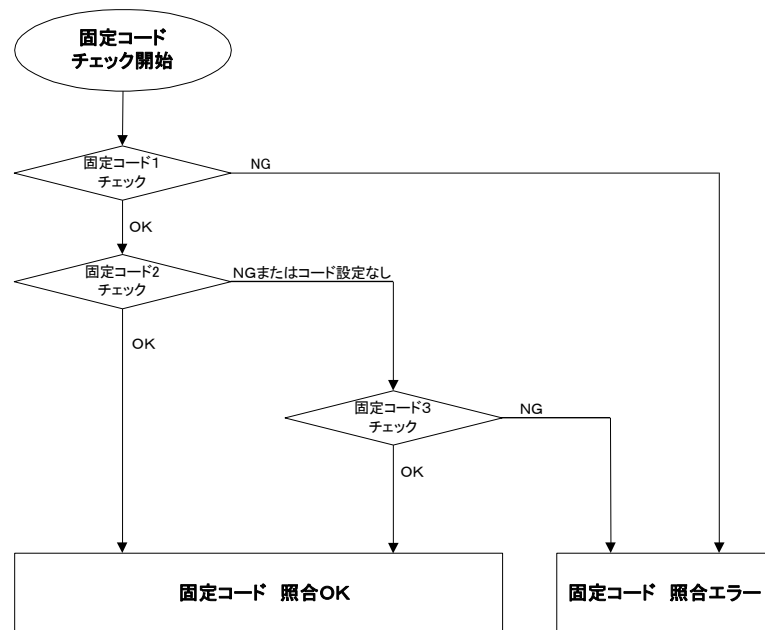 固定コード
チェック開始
固定コード1
チェック
NG
OK
固定コード2
チェック
NGまたはコード設定なし
OK
固定コード3
チェック
NG
OK
固定コード 照合OK
固定コード 照合エラー